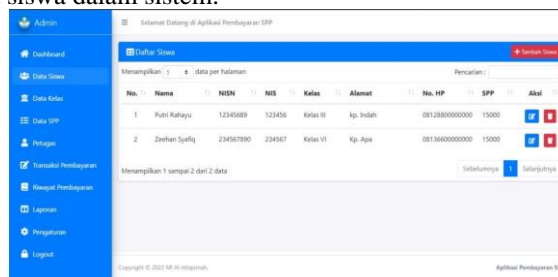 siswa dalam sistem.
Admin
Selamat Datang di Aplikasi Pembayaran SPP
Dashboard
Data Siswa
Data Kelas
Data SPP
Petugas
Transaksi Pembayaran
Riwayat Pembayaran
Laporan
Pengaturan
Logout
Daftar Siswa
+ Tambah Siswa
Menampilkan data per halaman
Pencarian :
No. Nama NISN NIS Kelas Alamat No. HP SPP Aksi
1 Putri Rahayu 12345689 123456 Kelas III kp. Indah 08128800000000 15000
2 Zeehan Syafiq 234567890 234567 Kelas VI Kp. Apa 08136600000000 15000
Menampilkan 1 sampai 2 dari 2 data
Sebelumnya 1 Selanjutnya
Copyright © 2022 MI Al Istiqomah.
Aplikasi Pembayaran